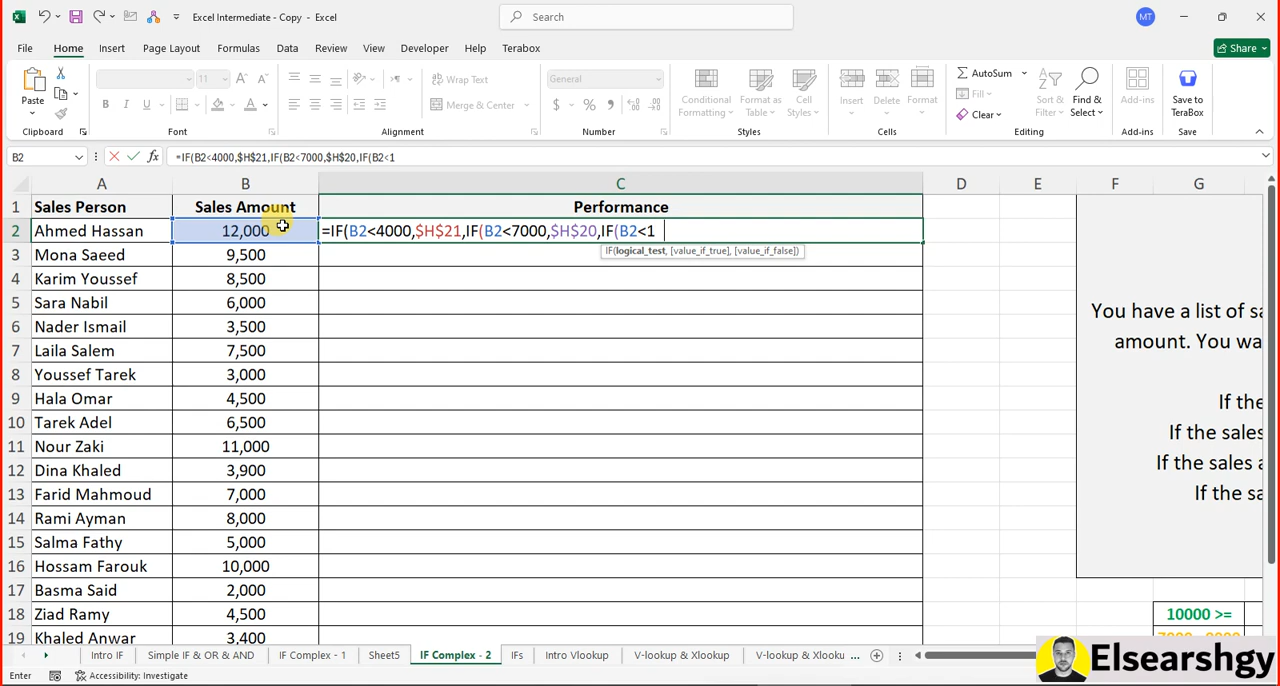 Excel Intermediate - Copy - Excel
Search
MT
File Home Insert Page Layout Formulas Data Review View Developer Help Terabox
Share
Paste
11
Wrap Text
Merge & Center
General
Conditional Formatting
Format as Table
Cell Styles
Insert
Delete
Format
AutoSum
Fill
Clear
Sort & Filter
Find & Select
Add-ins
Save to TeraBox
Clipboard Font Alignment Number Styles Cells Editing Add-ins Save
B2 fx =IF(B2<4000,$H$21,IF(B2<7000,$H$20,IF(B2<1
A B C D E F G H
1 Sales Person Sales Amount Performance
2 Ahmed Hassan 12,000 =IF(B2<4000,$H$21,IF(B2<7000,$H$20,IF(B2<1
IF(logical_test, [value_if_true], [value_if_false])
3 Mona Saeed 9,500
4 Karim Youssef 8,500
5 Sara Nabil 6,000
You have a list of sa
6 Nader Ismail 3,500
amount. You wa
7 Laila Salem 7,500
8 Youssef Tarek 3,000
9 Hala Omar 4,500
If the
10 Tarek Adel 6,500
If the sales
11 Nour Zaki 11,000
If the sales a
12 Dina Khaled 3,900
If the sa
13 Farid Mahmoud 7,000
14 Rami Ayman 8,000
15 Salma Fathy 5,000
16 Hossam Farouk 10,000
17 Basma Said 2,000
18 Ziad Ramy 4,500 10000 >=
19 Khaled Anwar 3,400
Intro IF Simple IF & OR & AND IF Complex - 1 Sheet5 IF Complex - 2 IFs Intro Vlookup V-lookup & Xlookup V-lookup & Xlooku ...
Enter Accessibility: Investigate
Elsearshgy